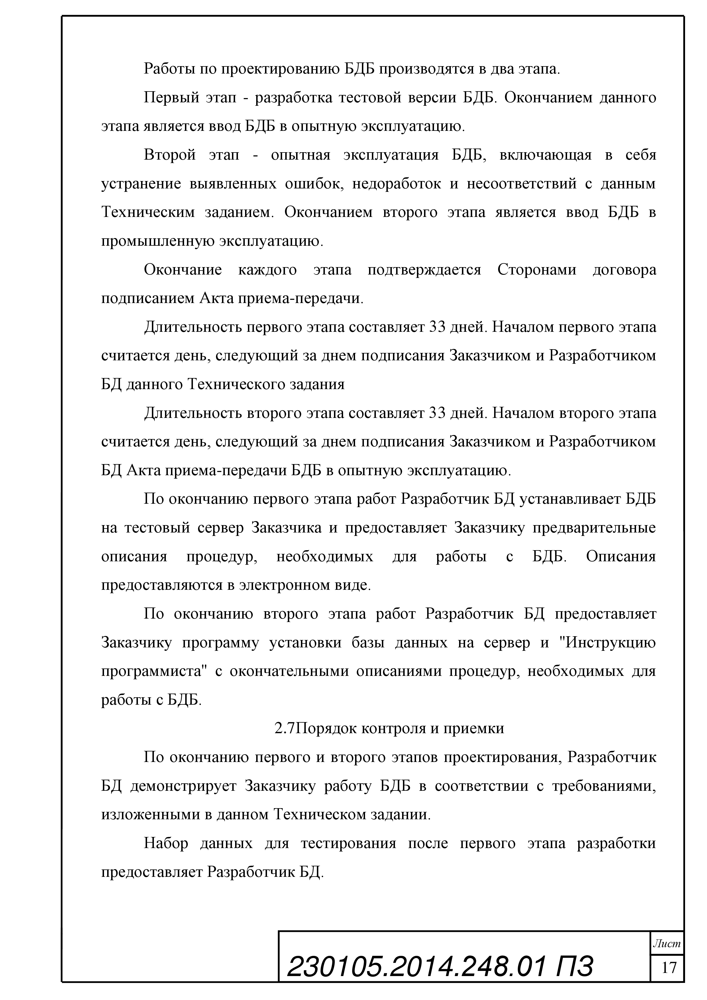 Работы по проектированию БДБ производятся в два этапа.
Первый этап - разработка тестовой версии БДБ. Окончанием данного
этапа является ввод БДБ в опытную эксплуатацию.
Второй этап - опытная эксплуатация БДБ, включающая в себя
устранение выявленных ошибок, недоработок и несоответствий с данным
Техническим заданием. Окончанием второго этапа является ввод БДБ в
промышленную эксплуатацию.
Окончание каждого этапа подтверждается Сторонами договора
подписанием Акта приема-передачи.
Длительность первого этапа составляет 33 дней. Началом первого этапа
считается день, следующий за днем подписания Заказчиком и Разработчиком
БД данного Технического задания
Длительность второго этапа составляет 33 дней. Началом второго этапа
считается день, следующий за днем подписания Заказчиком и Разработчиком
БД Акта приема-передачи БДБ в опытную эксплуатацию.
По окончанию первого этапа работ Разработчик БД устанавливает БДБ
на тестовый сервер Заказчика и предоставляет Заказчику предварительные
описания процедур, необходимых для работы с БДБ. Описания
предоставляются в электронном виде.
По окончанию второго этапа работ Разработчик БД предоставляет
Заказчику программу установки базы данных на сервер и "Инструкцию
программиста" с окончательными описаниями процедур, необходимых для
работы с БДБ.
2.7Порядок контроля и приемки
По окончанию первого и второго этапов проектирования, Разработчик
БД демонстрирует Заказчику работу БДБ в соответствии с требованиями,
изложенными в данном Техническом задании.
Набор данных для тестирования после первого этапа разработки
предоставляет Разработчик БД.
Лист
230105.2014.248.01 ПЗ
17